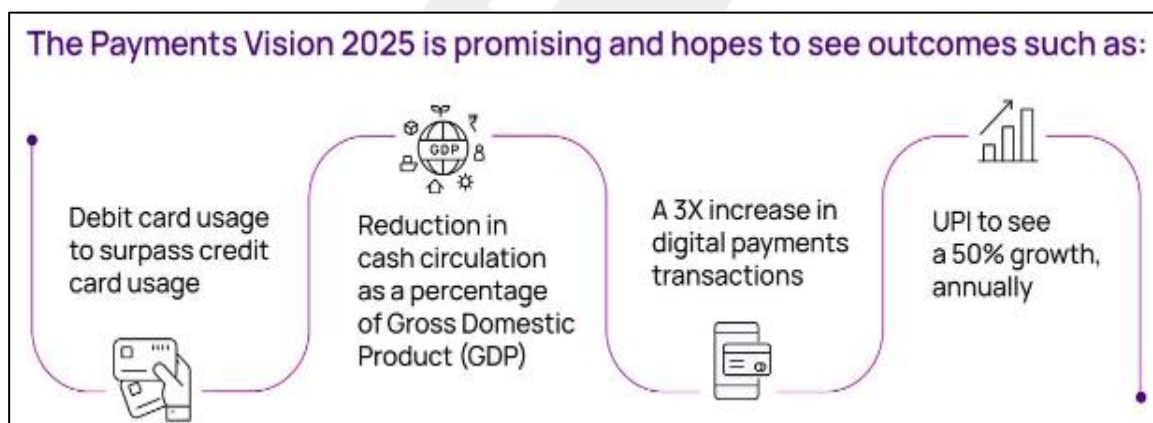 The Payments Vision 2025 is promising and hopes to see outcomes such as:
Debit card usage
to surpass credit
card usage
GDP
₹
Reduction in
cash circulation
as a percentage
of Gross Domestic
Product (GDP)
A 3X increase in
digital payments
transactions
UPI to see
a 50% growth,
annually